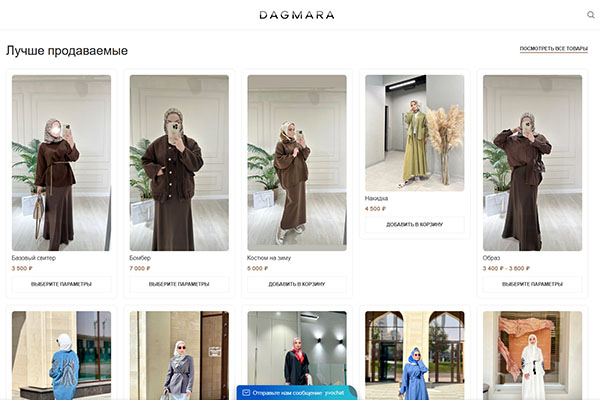 DAGMARA
Лучше продаваемые
ПОСМОТРЕТЬ ВСЕ ТОВАРЫ
Базовый свитер
3 500 ₽
ВЫБЕРИТЕ ПАРАМЕТРЫ
Бомбер
7 000 ₽
ВЫБЕРИТЕ ПАРАМЕТРЫ
Костюм на зиму
5 000 ₽
ДОБАВИТЬ В КОРЗИНУ
Накидка
4 500 ₽
ДОБАВИТЬ В КОРЗИНУ
Образ
3 400 ₽ - 3 800 ₽
ВЫБЕРИТЕ ПАРАМЕТРЫ
Отправьте нам сообщение jivochat